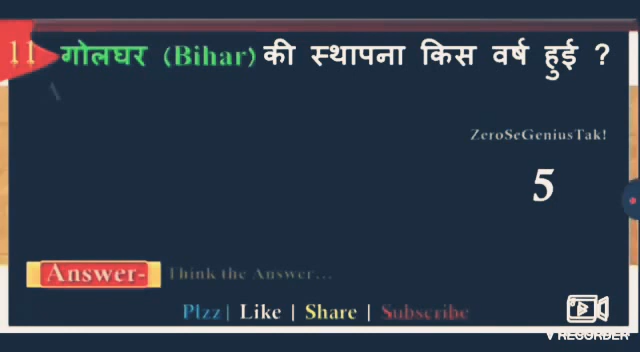 11 गोलघर (Bihar) की स्थापना किस वर्ष हुई ?
A
ZeroSeGeniusTak!
5
Answer- Think the Answer...
Plzz | Like | Share | Subscribe
V RECORDER